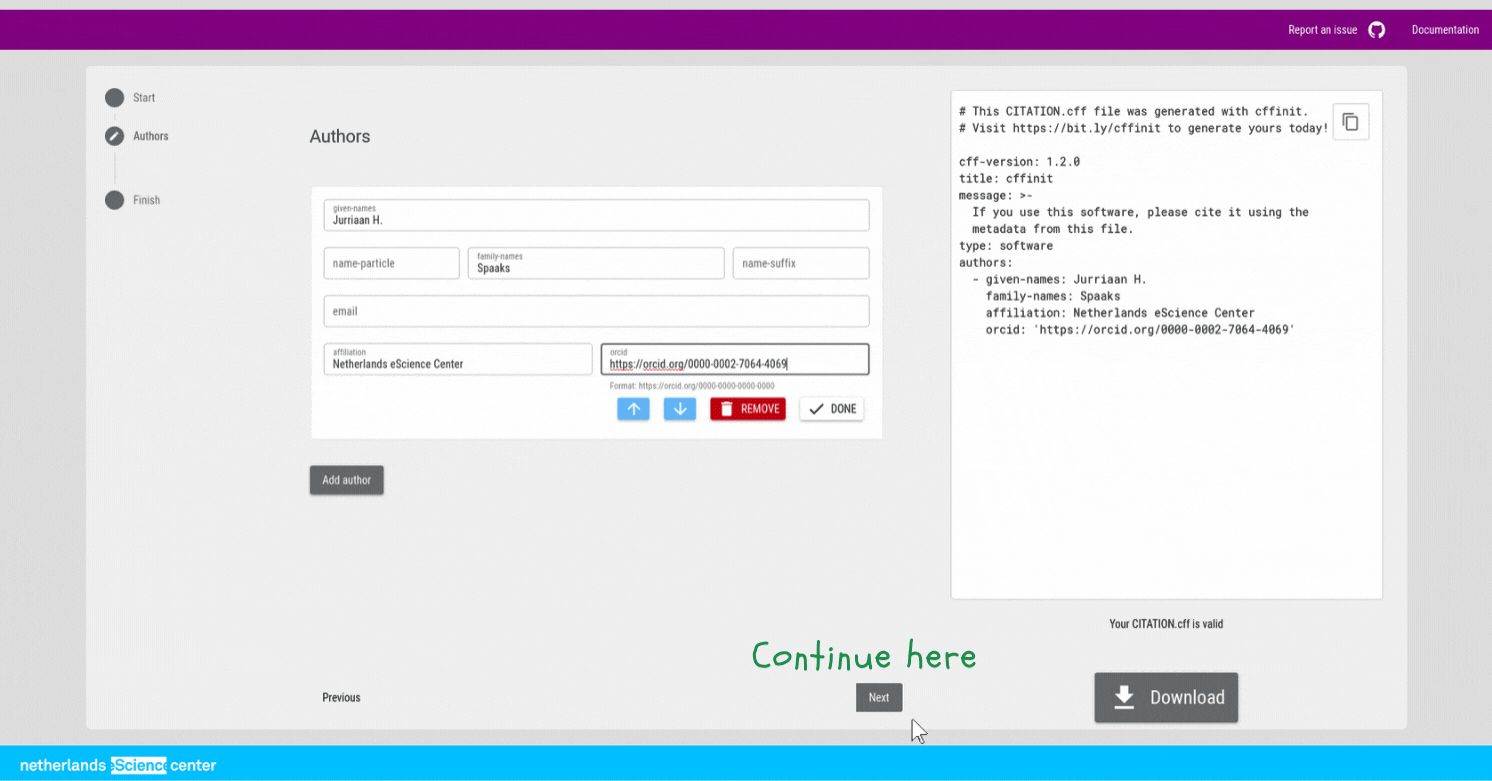 Report an issue
Documentation
Start
Authors
Finish
Authors
given-names
Jurriaan H.
name-particle
family-names
Spaaks
name-suffix
email
affiliation
Netherlands eScience Center
orcid
https://orcid.org/0000-0002-7064-4069
Format: https://orcid.org/0000-0000-0000-0000
REMOVE
DONE
Add author
# This CITATION.cff file was generated with cffinit.
# Visit https://bit.ly/cffinit to generate yours today!
cff-version: 1.2.0
title: cffinit
message: >-
If you use this software, please cite it using the
metadata from this file.
type: software
authors:
- given-names: Jurriaan H.
family-names: Spaaks
affiliation: Netherlands eScience Center
orcid: 'https://orcid.org/0000-0002-7064-4069'
Your CITATION.cff is valid
Continue here
Previous
Next
Download
netherlands eScience center